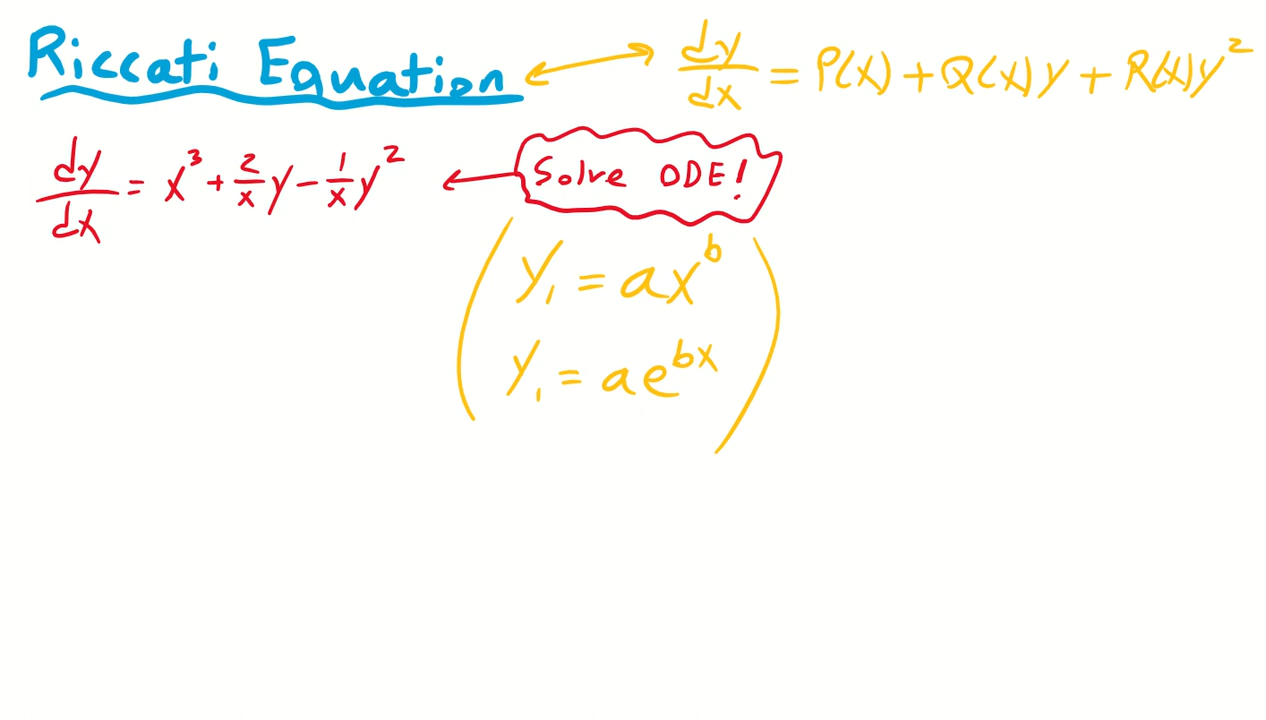 Riccati Equation ↔ dy/dx = P(x) + Q(x)y + R(x)y²
dy/dx = x³ + 2/x y - 1/x y² ← Solve ODE!
y₁ = ax^b
y₁ = ae^bx